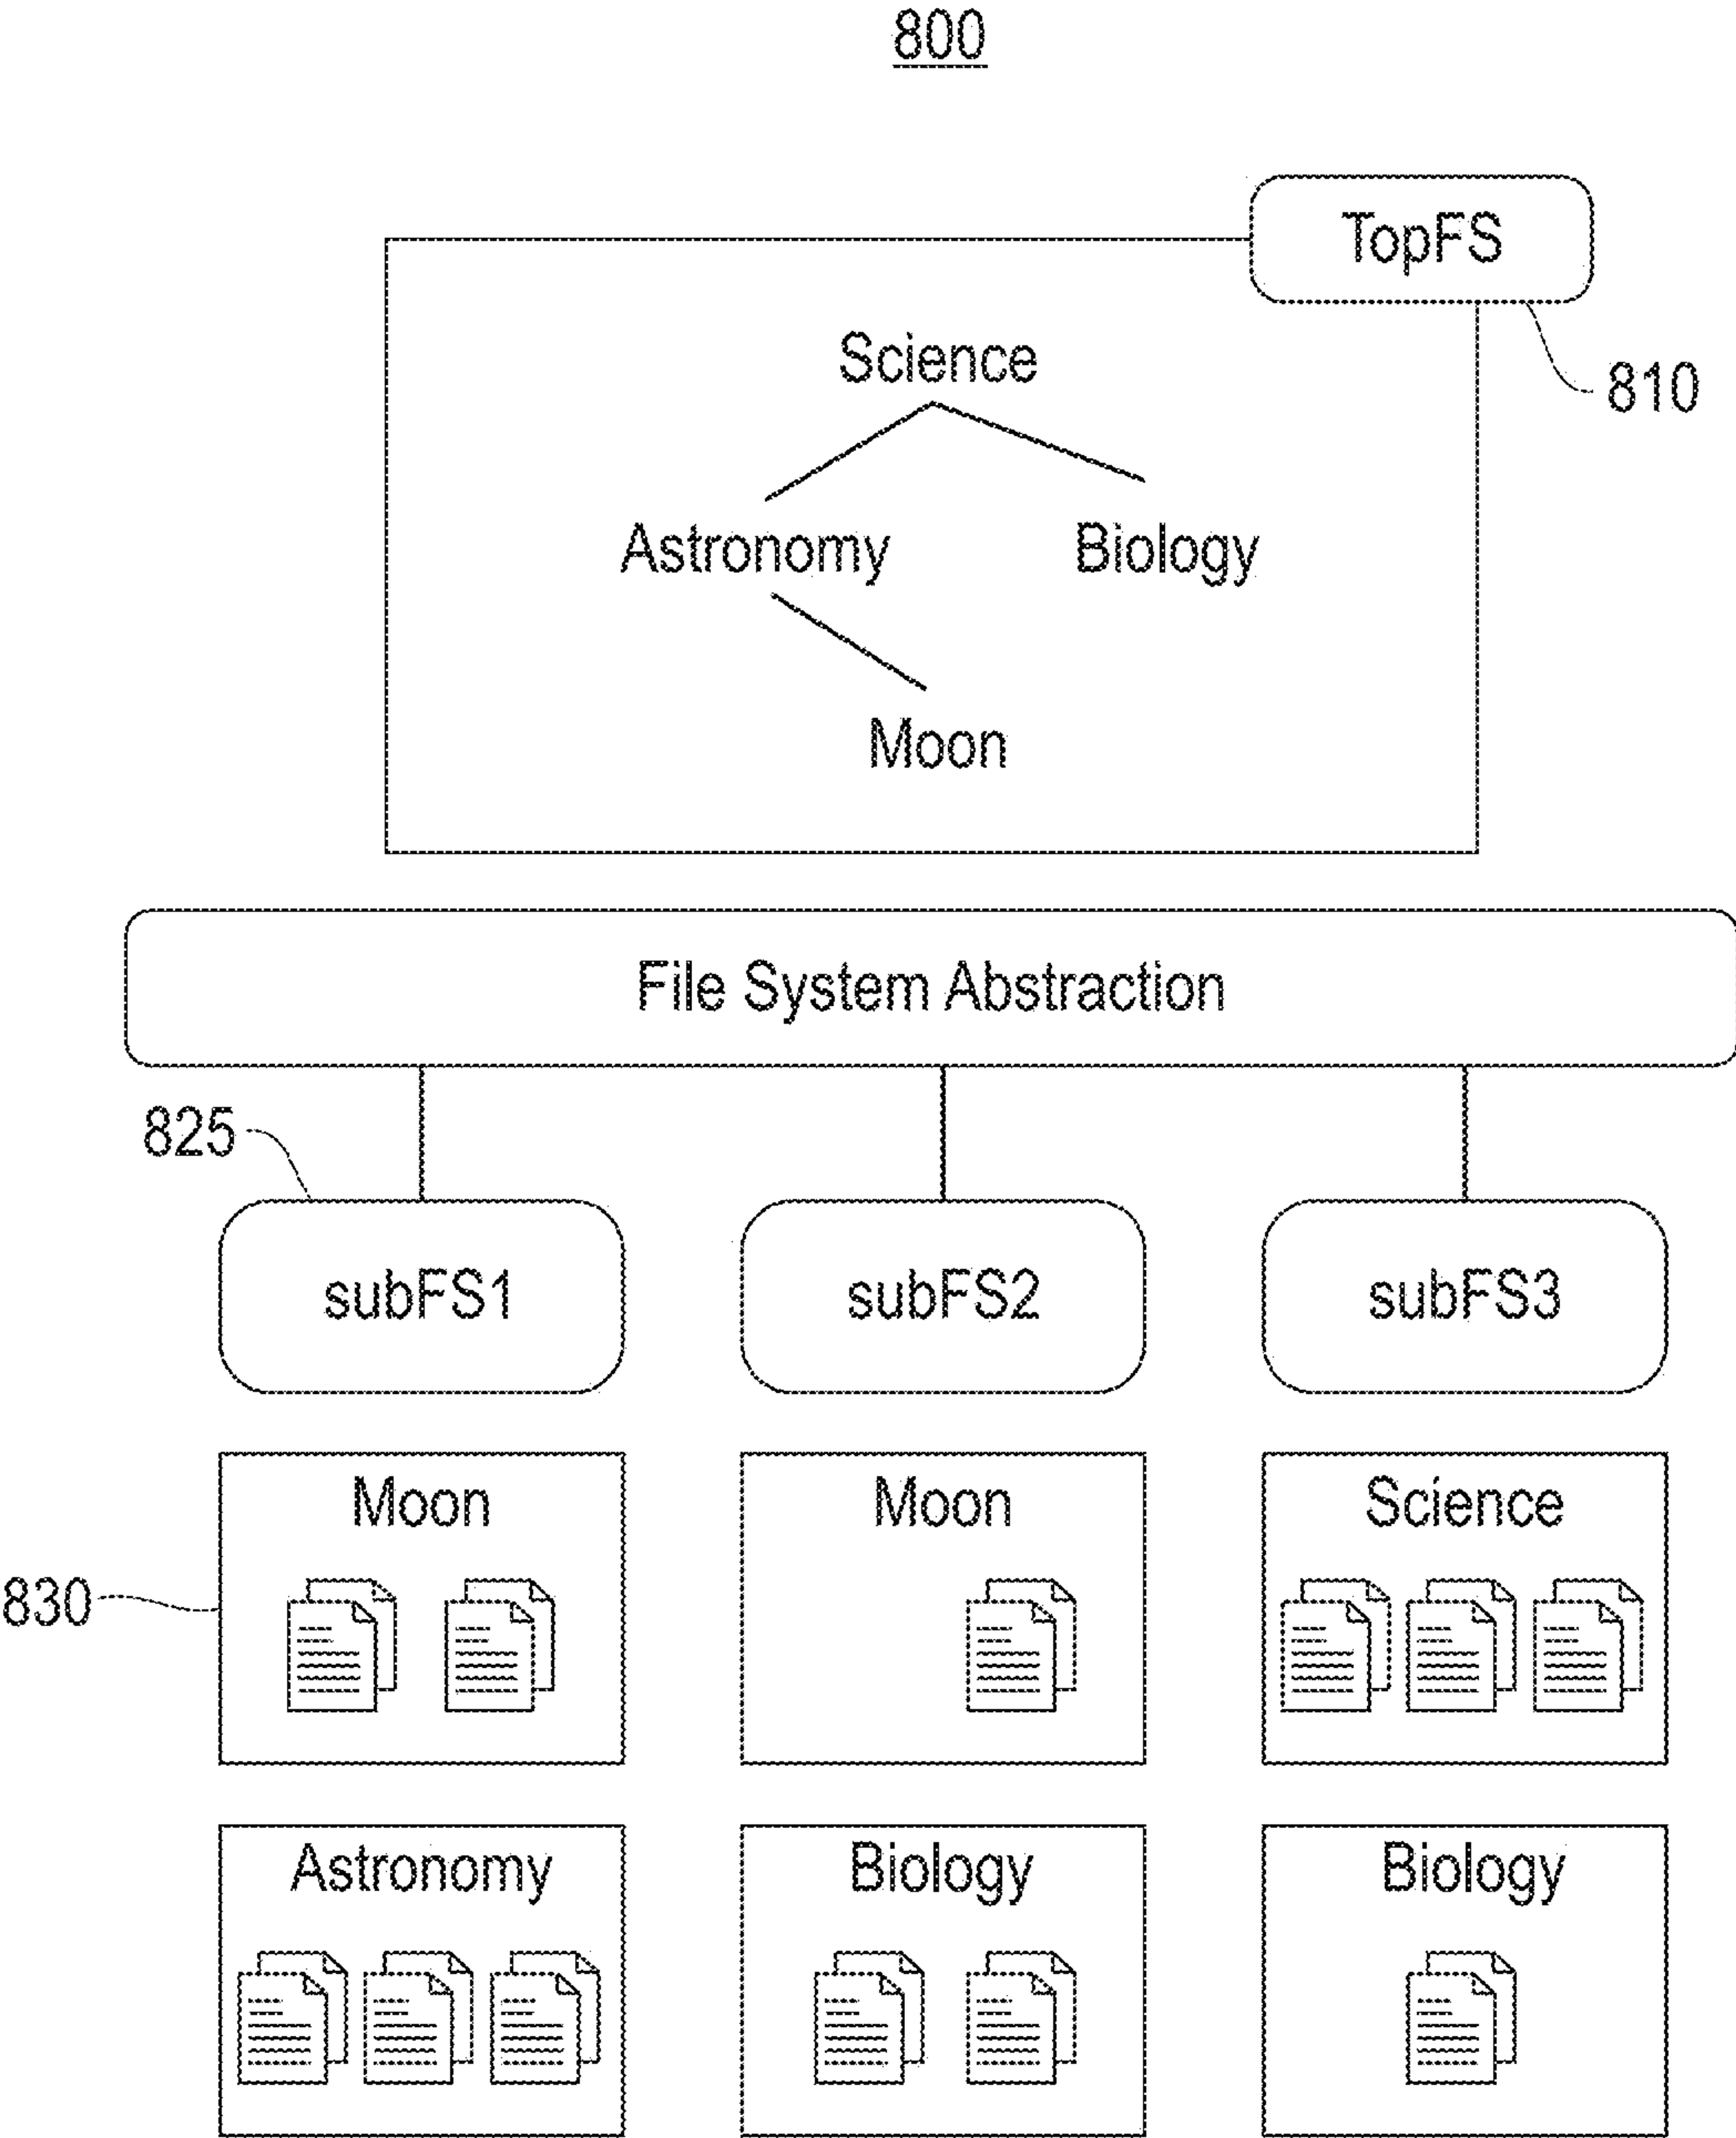 800
TopFS
Science
810
Astronomy
Biology
Moon
File System Abstraction
825
subFS1
subFS2
subFS3
Moon
Moon
Science
830
Astronomy
Biology
Biology